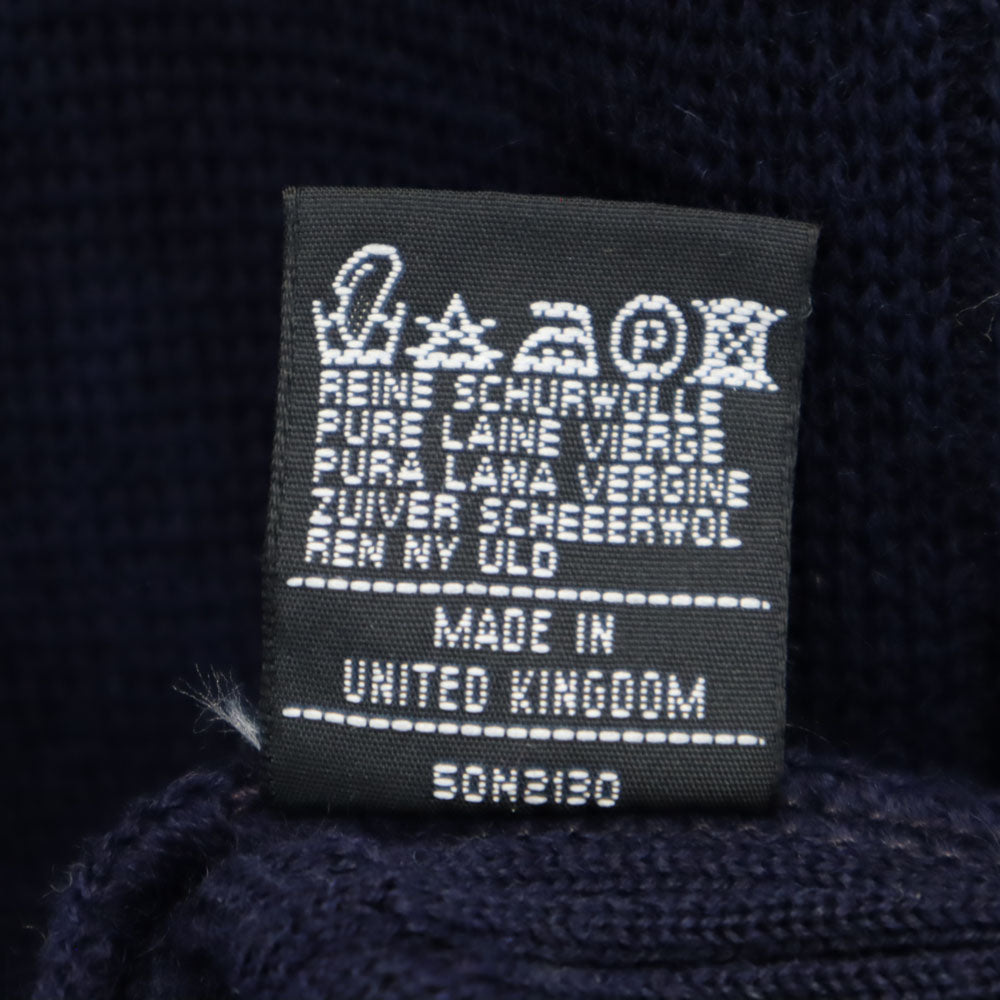 P
REINE SCHURWOLLE
PURE LAINE VIERGE
PURA LANA VERGINE
ZUIVER SCHEEERWOL
REN NY ULD
MADE IN
UNITED KINGDOM
50N2130